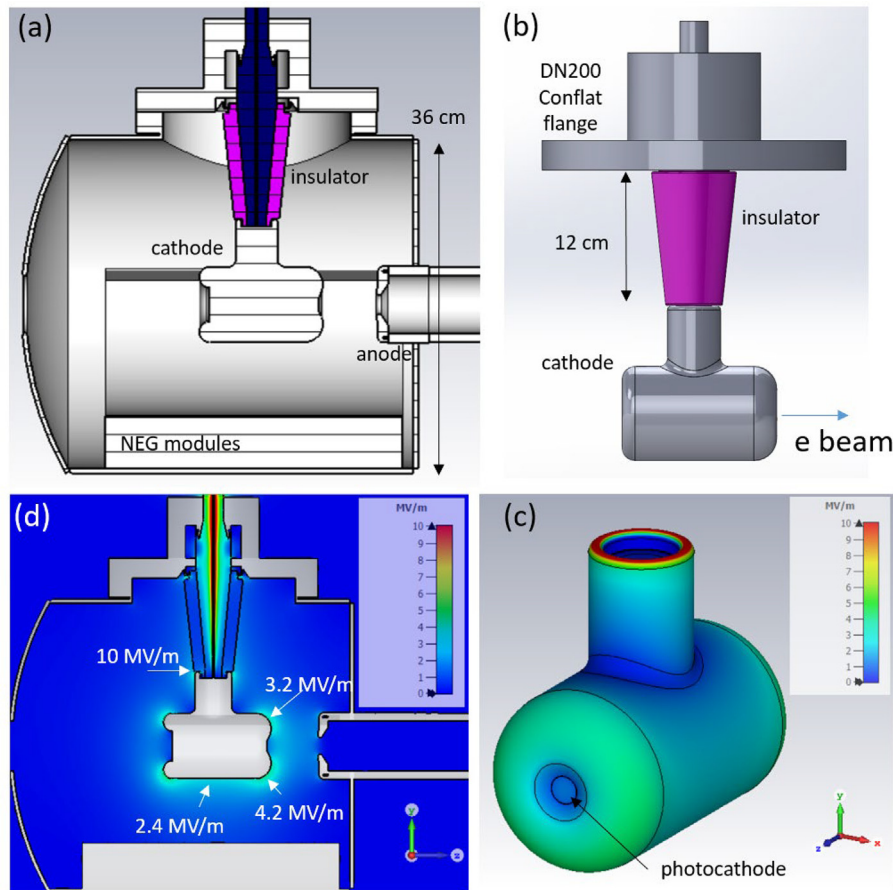 (a)
36 cm
insulator
cathode
anode
NEG modules
(b)
DN200
Conflat
flange
insulator
12 cm
cathode
e beam
(d)
MV/m
10
9
8
7
6
5
4
3
2
1
0
10 MV/m
3.2 MV/m
2.4 MV/m
4.2 MV/m
y
z
(c)
MV/m
10
9
8
7
6
5
4
3
2
1
0
photocathode
y
z
x